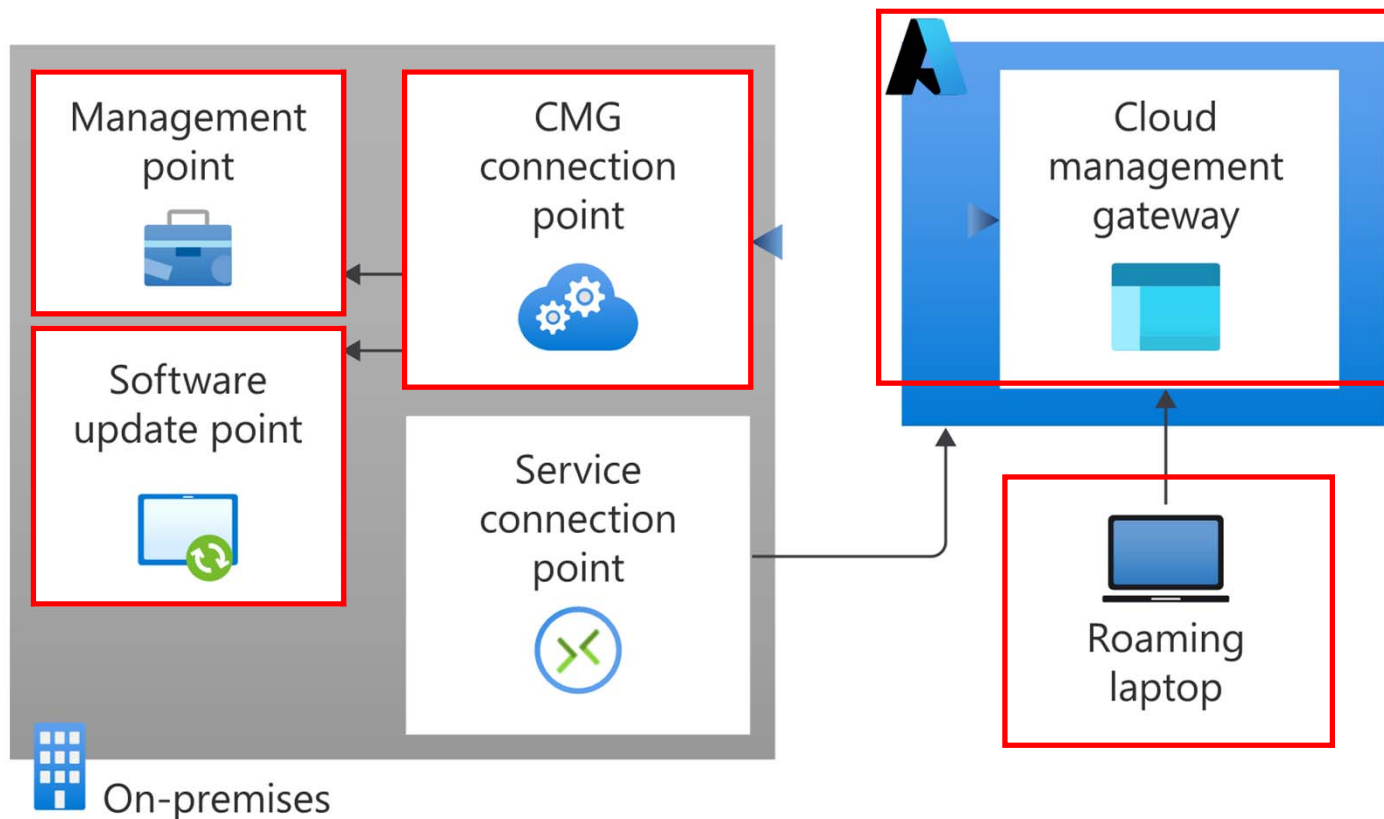 Management
point
CMG
connection
point
Cloud
management
gateway
Software
update point
Service
connection
point
Roaming
laptop
On-premises